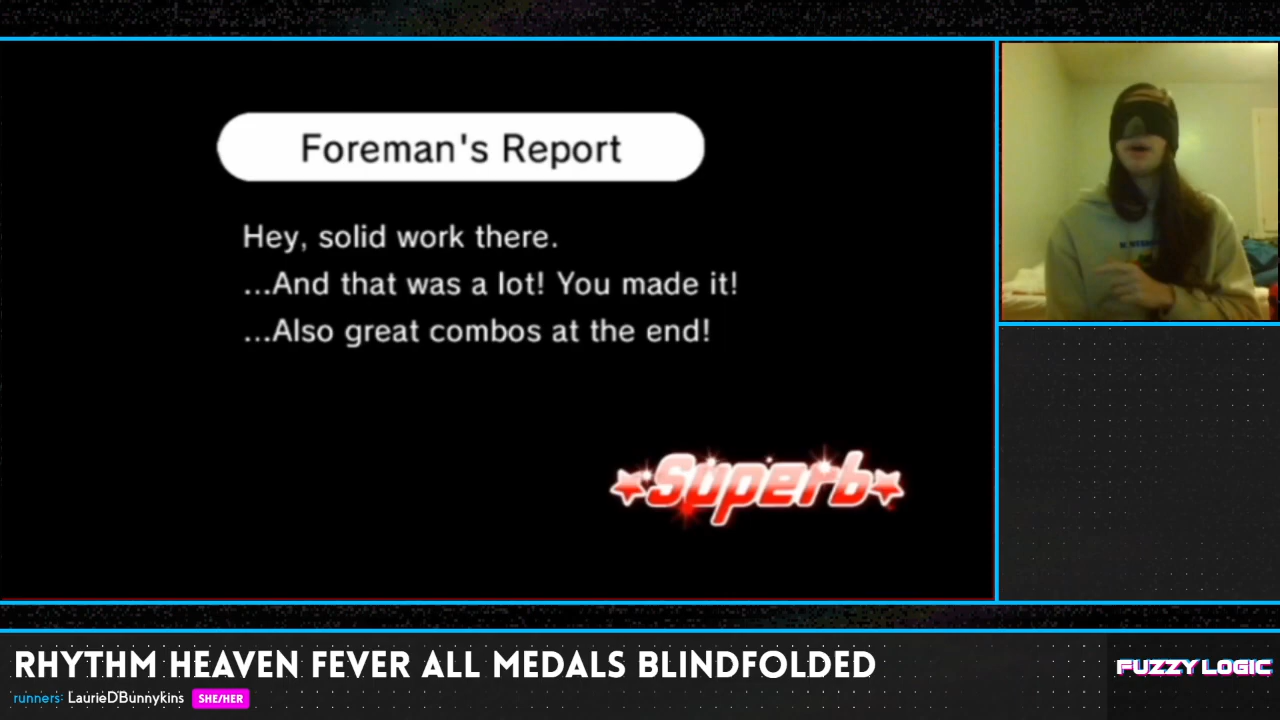 Foreman's Report
Hey, solid work there.
...And that was a lot! You made it!
...Also great combos at the end!
Superb
RHYTHM HEAVEN FEVER ALL MEDALS BLINDFOLDED
runners: LaurieDBunnykins SHE/HER
FUZZY LOGIC